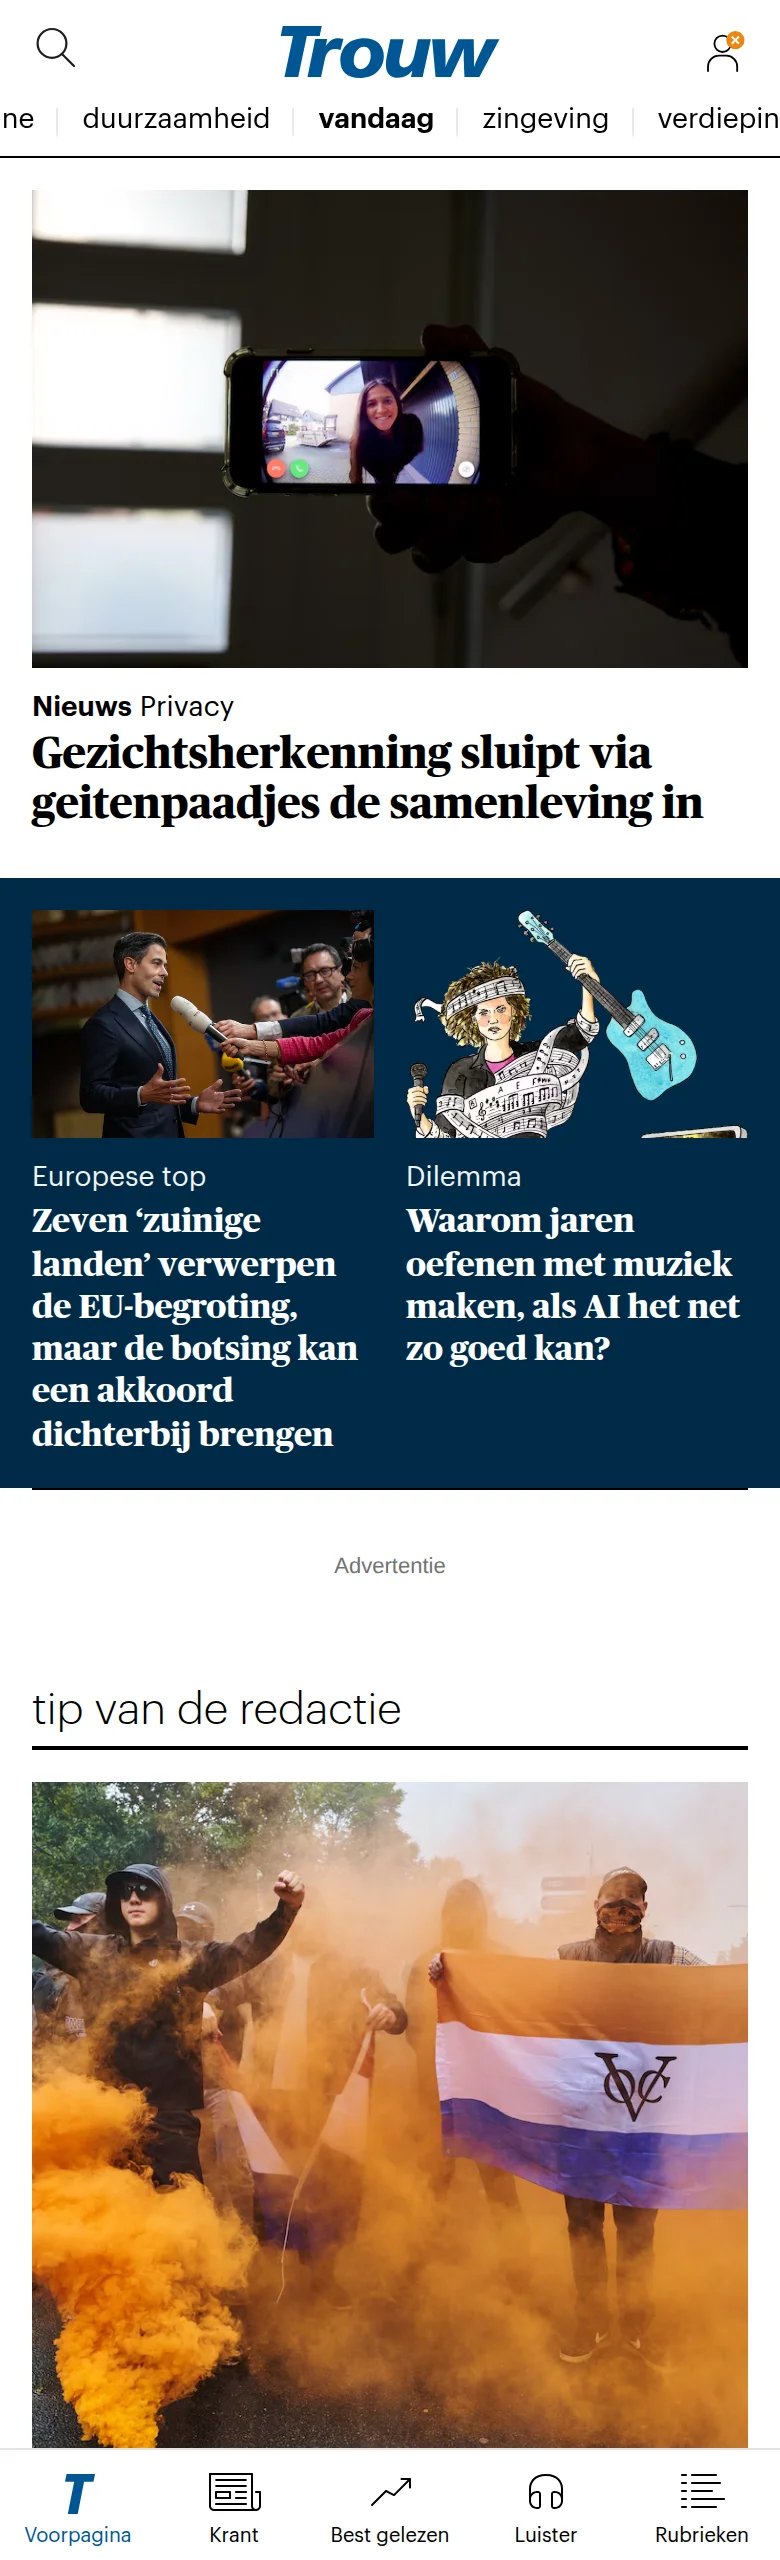 Trouw
ne duurzaamheid vandaag zingeving verdiepin
Nieuws Privacy
Gezichtsherkenning sluipt via
geitenpaadjes de samenleving in
Europese top
Zeven ‘zuinige
landen’ verwerpen
de EU-begroting,
maar de botsing kan
een akkoord
dichterbij brengen
Dilemma
Waarom jaren
oefenen met muziek
maken, als AI het net
zo goed kan?
Advertentie
tip van de redactie
VOC
T
Voorpagina Krant Best gelezen Luister Rubrieken